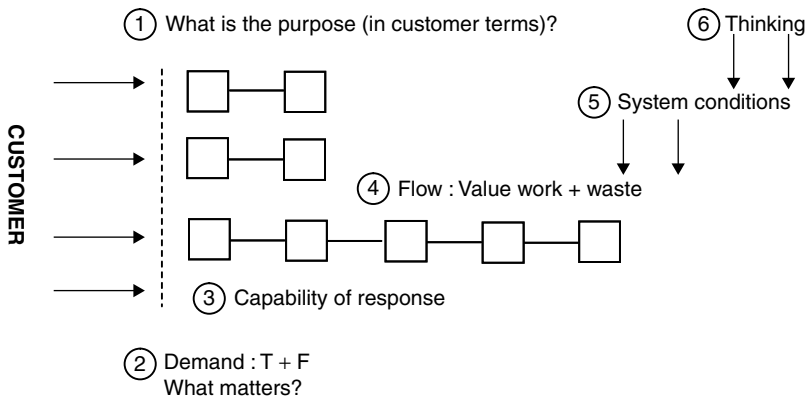 1 What is the purpose (in customer terms)?
6 Thinking
5 System conditions
CUSTOMER
4 Flow : Value work + waste
3 Capability of response
2 Demand : T + F
What matters?